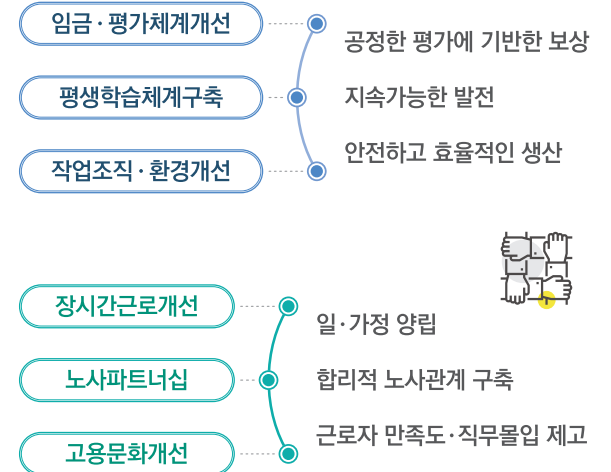 임금 · 평가체계개선
공정한 평가에 기반한 보상
평생학습체계구축
지속가능한 발전
작업조직 · 환경개선
안전하고 효율적인 생산
장시간근로개선
일·가정 양립
노사파트너십
합리적 노사관계 구축
고용문화개선
근로자 만족도·직무몰입 제고